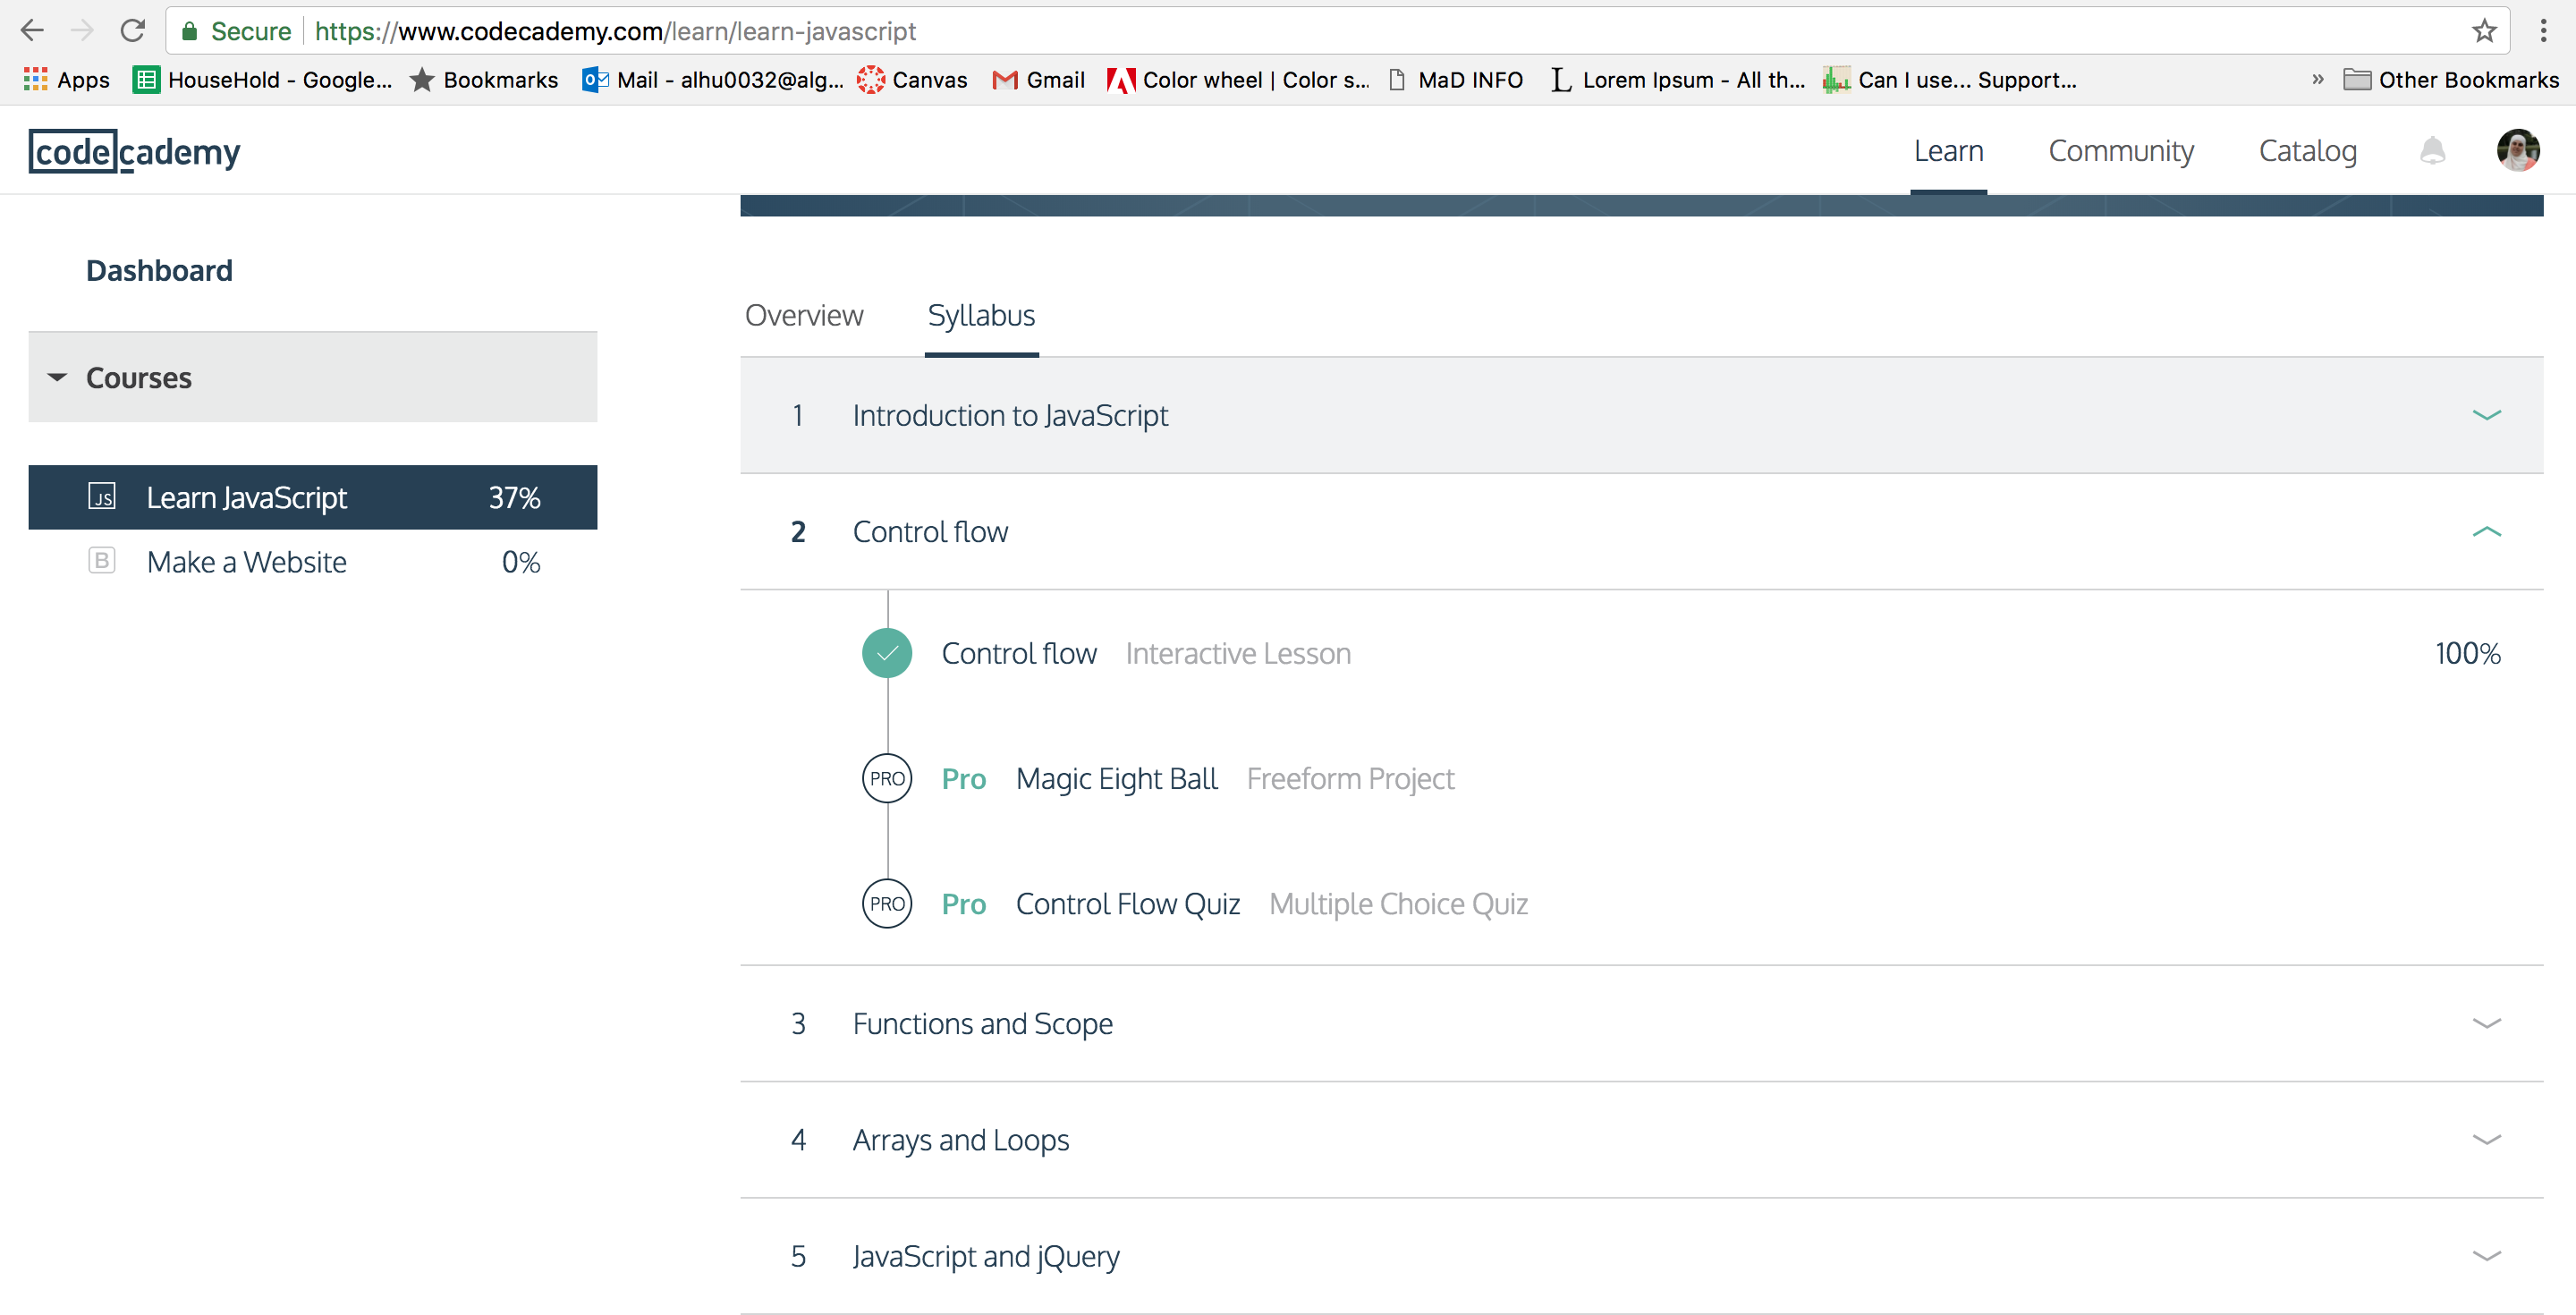 Secure https://www.codecademy.com/learn/learn-javascript
Apps HouseHold - Google... Bookmarks Mail - alhu0032@alg... Canvas Gmail Color wheel | Color s... MaD INFO Lorem Ipsum - All th... Can I use... Support... » Other Bookmarks
codecademy Learn Community Catalog
Dashboard
Courses
JS Learn JavaScript 37%
B Make a Website 0%
Overview Syllabus
1 Introduction to JavaScript
2 Control flow
Control flow Interactive Lesson 100%
PRO Pro Magic Eight Ball Freeform Project
PRO Pro Control Flow Quiz Multiple Choice Quiz
3 Functions and Scope
4 Arrays and Loops
5 JavaScript and jQuery